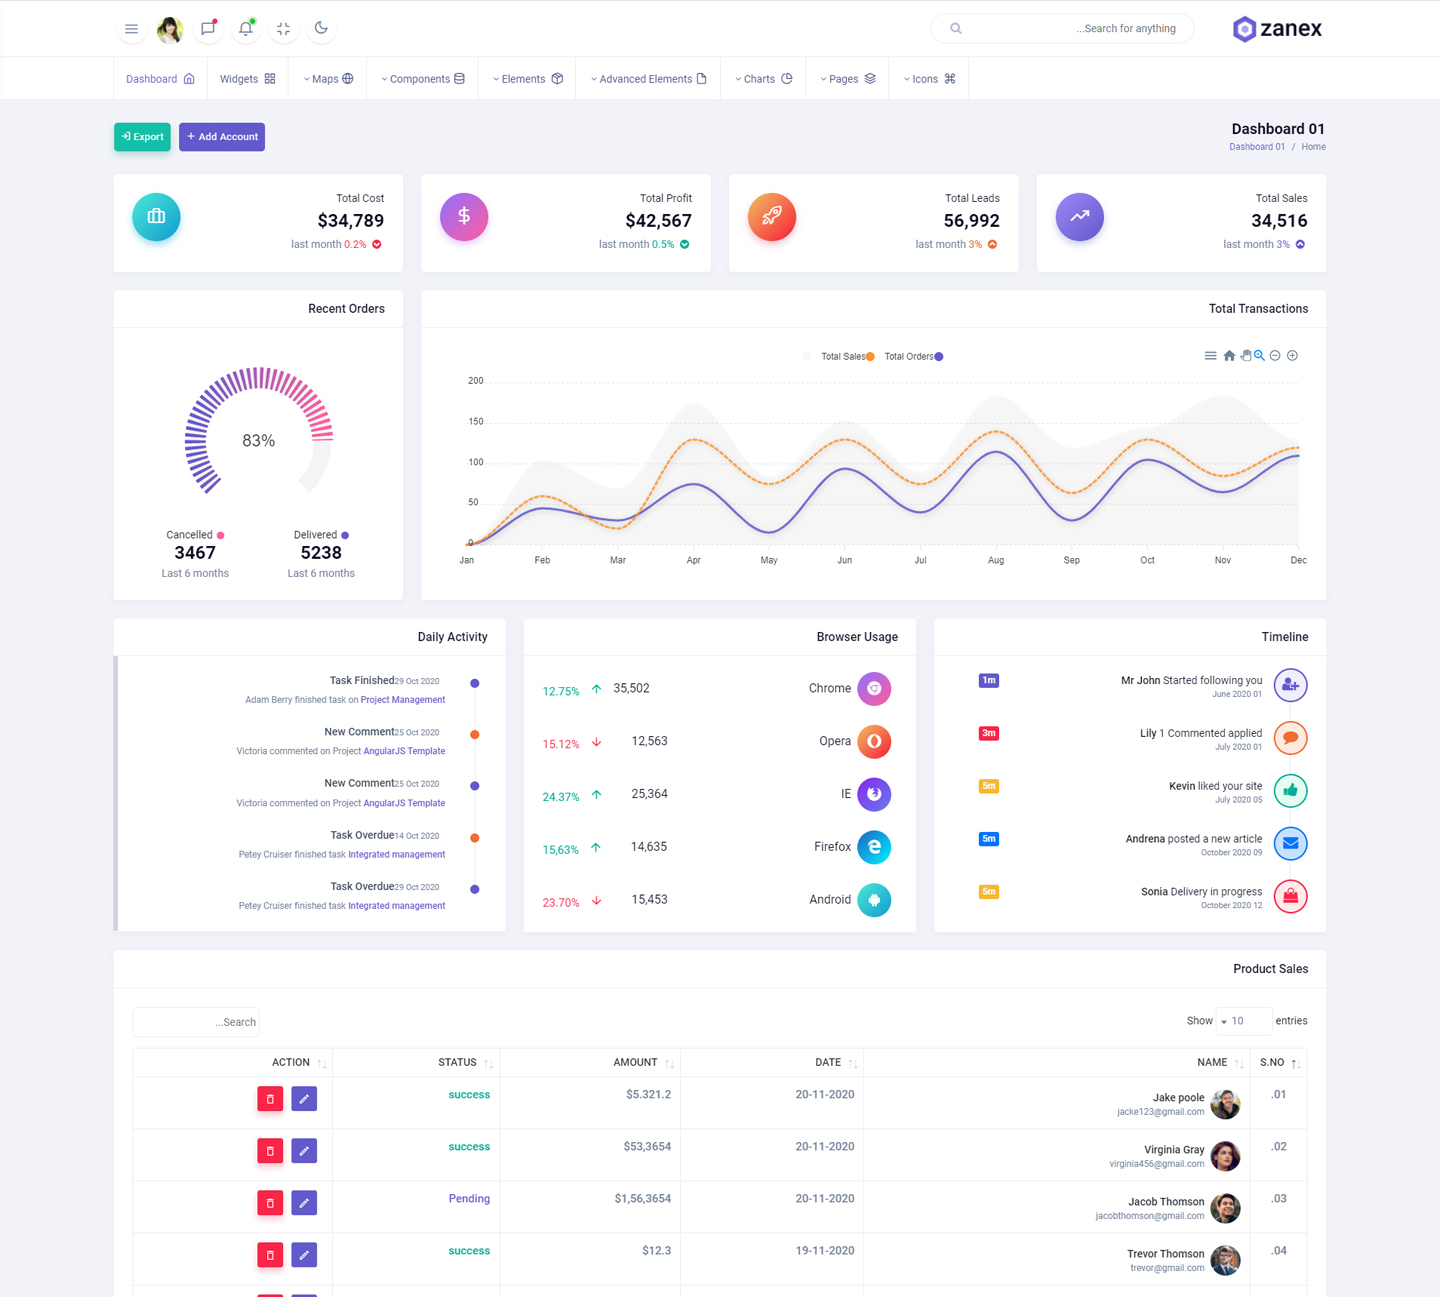 ...Search for anything
zanex
Dashboard
Widgets
Maps
Components
Elements
Advanced Elements
Charts
Pages
Icons
Export
+ Add Account
Dashboard 01
Dashboard 01 / Home
Total Cost
$34,789
last month 0.2%
Total Profit
$42,567
last month 0.5%
Total Leads
56,992
last month 3%
Total Sales
34,516
last month 3%
Recent Orders
83%
Cancelled
3467
Last 6 months
Delivered
5238
Last 6 months
Total Transactions
Total Sales
Total Orders
200
150
100
50
0
Jan Feb Mar Apr May Jun Jul Aug Sep Oct Nov Dec
Daily Activity
Task Finished29 Oct 2020
Adam Berry finished task on Project Management
New Comment25 Oct 2020
Victoria commented on Project AngularJS Template
New Comment25 Oct 2020
Victoria commented on Project AngularJS Template
Task Overdue14 Oct 2020
Petey Cruiser finished task Integrated management
Task Overdue29 Oct 2020
Petey Cruiser finished task Integrated management
Browser Usage
12.75% 35,502 Chrome
15.12% 12,563 Opera
24.37% 25,364 IE
15,63% 14,635 Firefox
23.70% 15,453 Android
Timeline
1m
Mr John Started following you
June 2020 01
3m
Lily 1 Commented applied
July 2020 01
5m
Kevin liked your site
July 2020 05
5m
Andrena posted a new article
October 2020 09
5m
Sonia Delivery in progress
October 2020 12
Product Sales
...Search
Show 10 entries
ACTION STATUS AMOUNT DATE NAME S.NO
success $5.321.2 20-11-2020 Jake poole .01
jacke123@gmail.com
success $53,3654 20-11-2020 Virginia Gray .02
virginia456@gmail.com
Pending $1,56,3654 20-11-2020 Jacob Thomson .03
jacobthomson@gmail.com
success $12.3 19-11-2020 Trevor Thomson .04
trevor@gmail.com